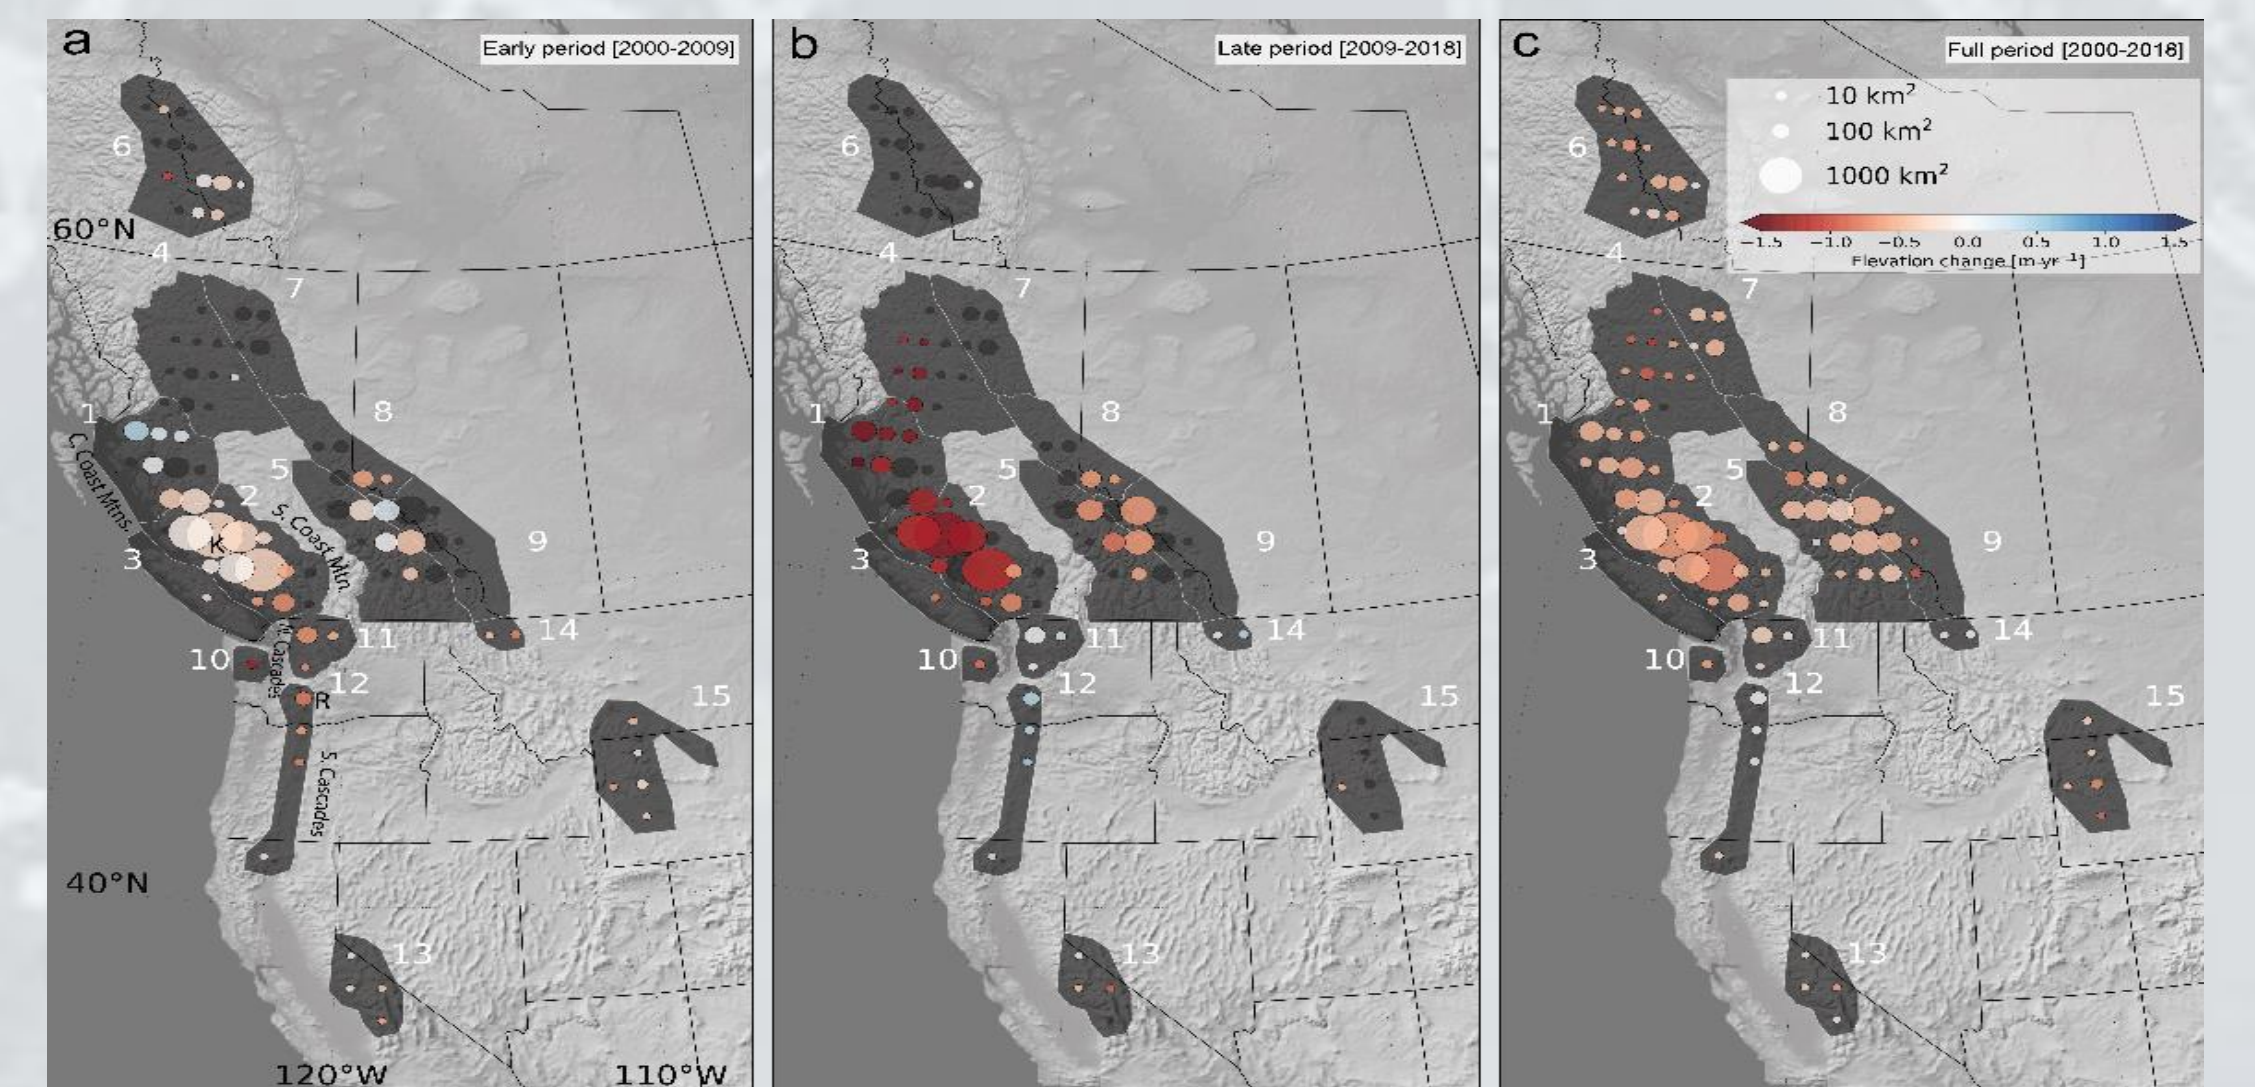 a
Early period [2000-2009]
6
60°N
4
7
1
8
C. Coast Mtns.
5
2
S. Coast Mtn.
K
3
9
N. Cascades
11
14
10
12
R
15
S. Cascades
40°N
13
120°W
110°W
b
Late period [2009-2018]
6
4
7
1
8
5
2
3
9
11
14
10
12
15
13
c
Full period [2000-2018]
10 km²
100 km²
1000 km²
−1.5 −1.0 −0.5 0.0 0.5 1.0 1.5
Elevation change [m yr⁻¹]
6
4
7
1
8
5
2
3
9
11
14
10
12
15
13